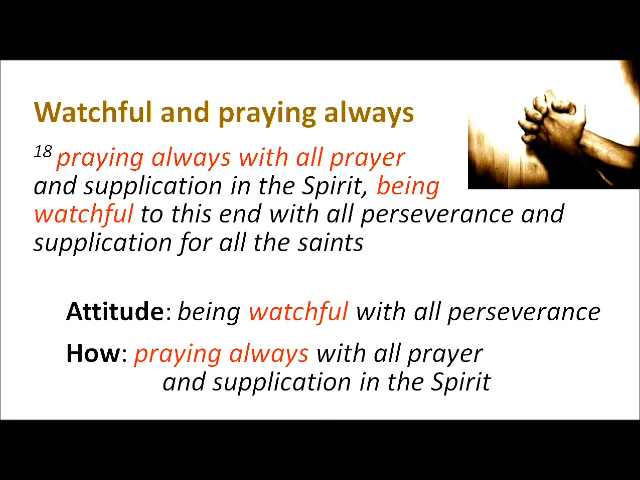 Watchful and praying always
18 praying always with all prayer
and supplication in the Spirit, being
watchful to this end with all perseverance and
supplication for all the saints
Attitude: being watchful with all perseverance
How: praying always with all prayer
and supplication in the Spirit